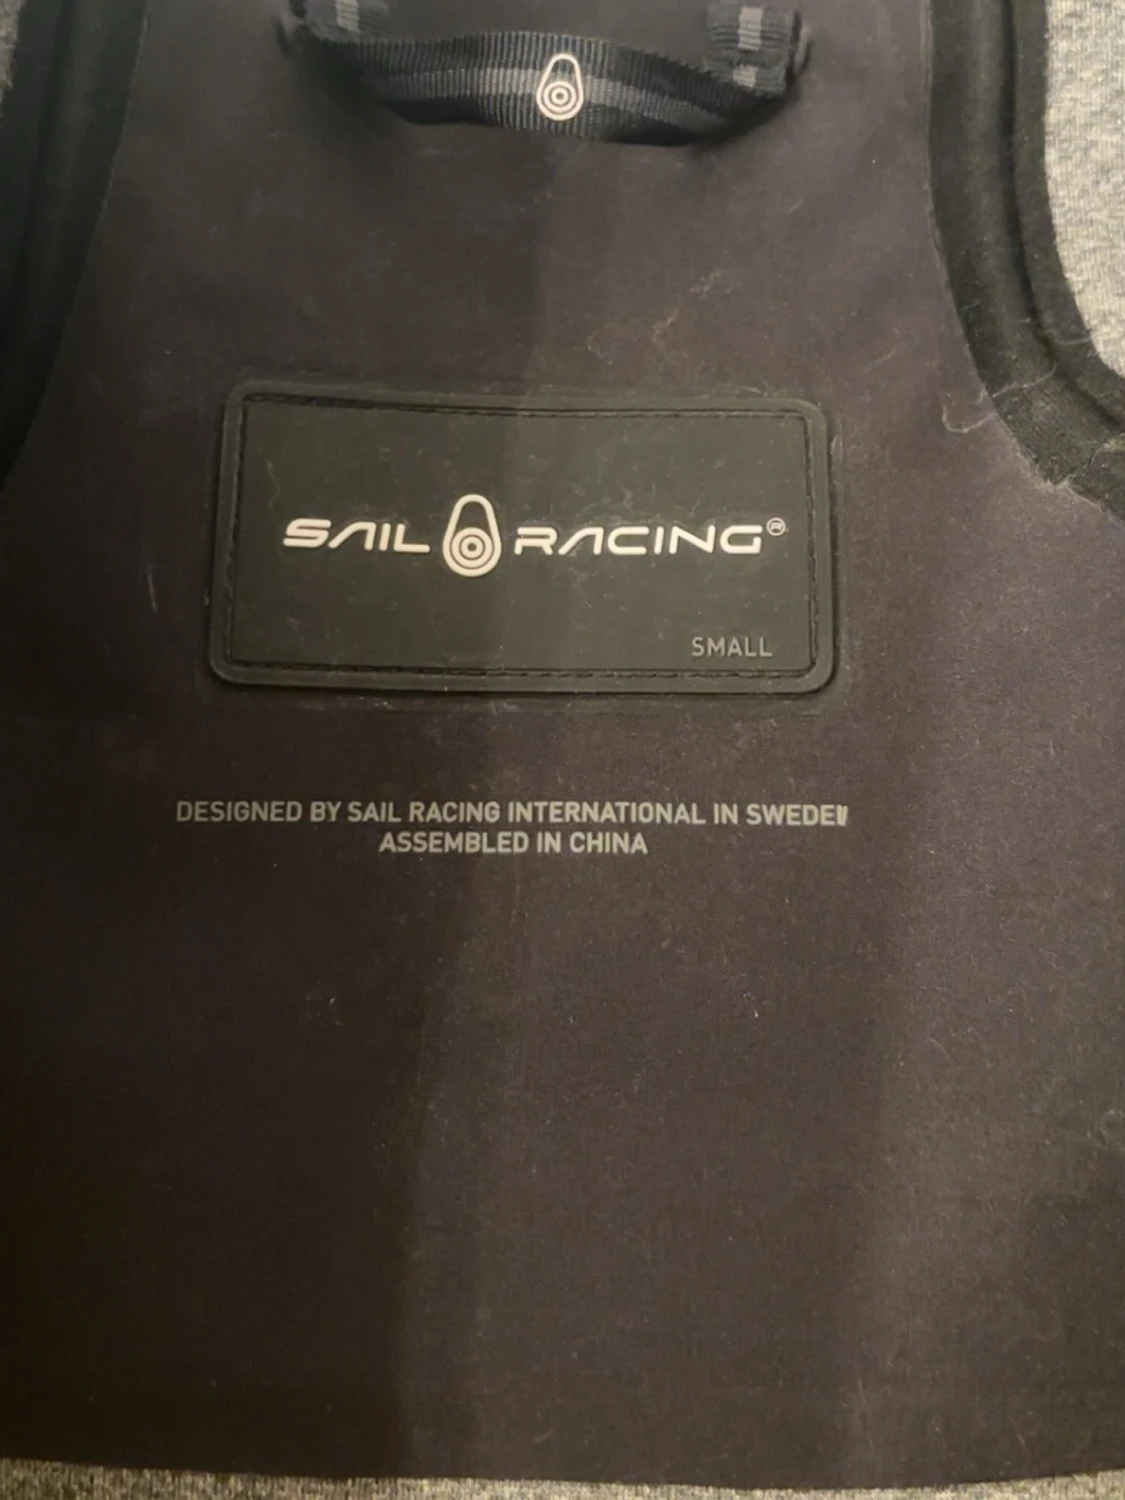 SAIL RACING®
SMALL
DESIGNED BY SAIL RACING INTERNATIONAL IN SWEDEN
ASSEMBLED IN CHINA